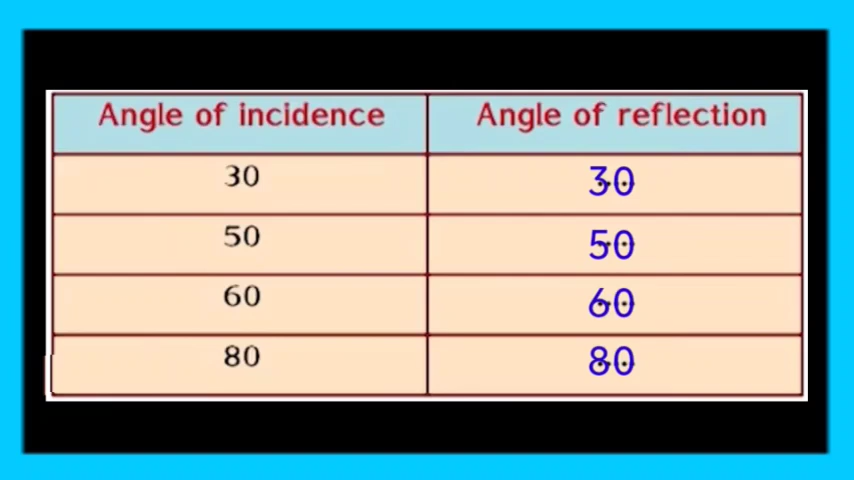 Angle of incidence Angle of reflection
30 30
50 50
60 60
80 80